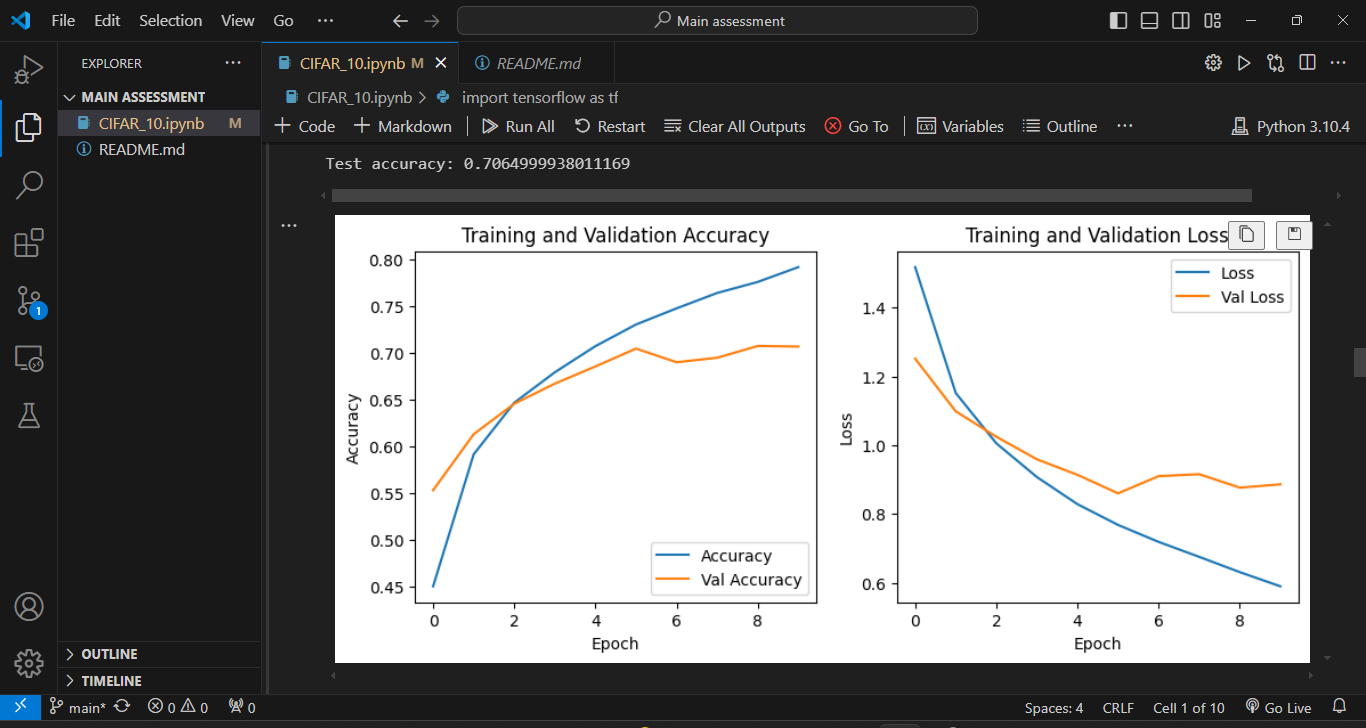 File Edit Selection View Go ··· Main assessment
EXPLORER ···
CIFAR_10.ipynb M
README.md
MAIN ASSESSMENT
CIFAR_10.ipynb > import tensorflow as tf
CIFAR_10.ipynb M
README.md
+ Code + Markdown Run All Restart Clear All Outputs Go To Variables Outline ··· Python 3.10.4
Test accuracy: 0.7064999938011169
···
Training and Validation Accuracy
0.80
0.75
0.70
0.65
0.60
0.55
0.50
0.45
Accuracy
Accuracy
Val Accuracy
0 2 4 6 8
Epoch
Training and Validation Loss
1.4
1.2
1.0
0.8
0.6
Loss
Loss
Val Loss
0 2 4 6 8
Epoch
1
OUTLINE
TIMELINE
main* 0 0 0 Spaces: 4 CRLF Cell 1 of 10 Go Live